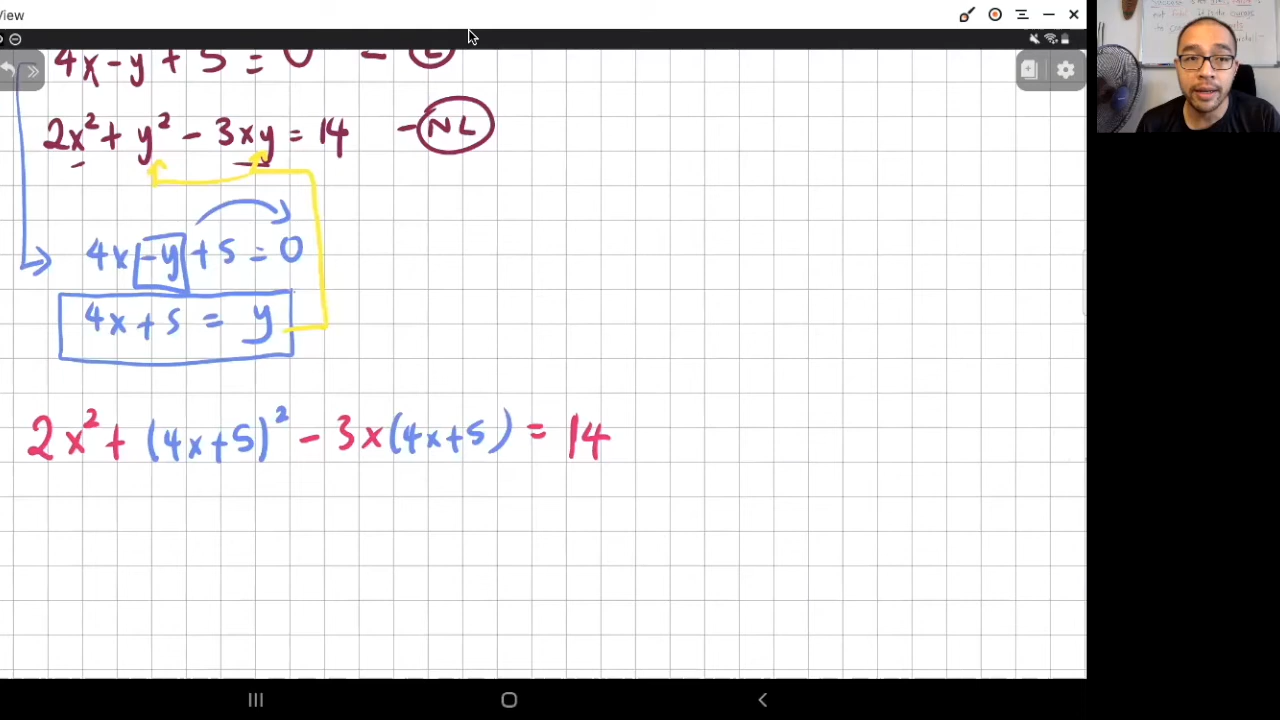 View
4x - y + 5 = 0 - (L)
2x² + y² - 3xy = 14 - (NL)
4x - y + 5 = 0
4x + 5 = y
2x² + (4x+5)² - 3x(4x+5) = 14